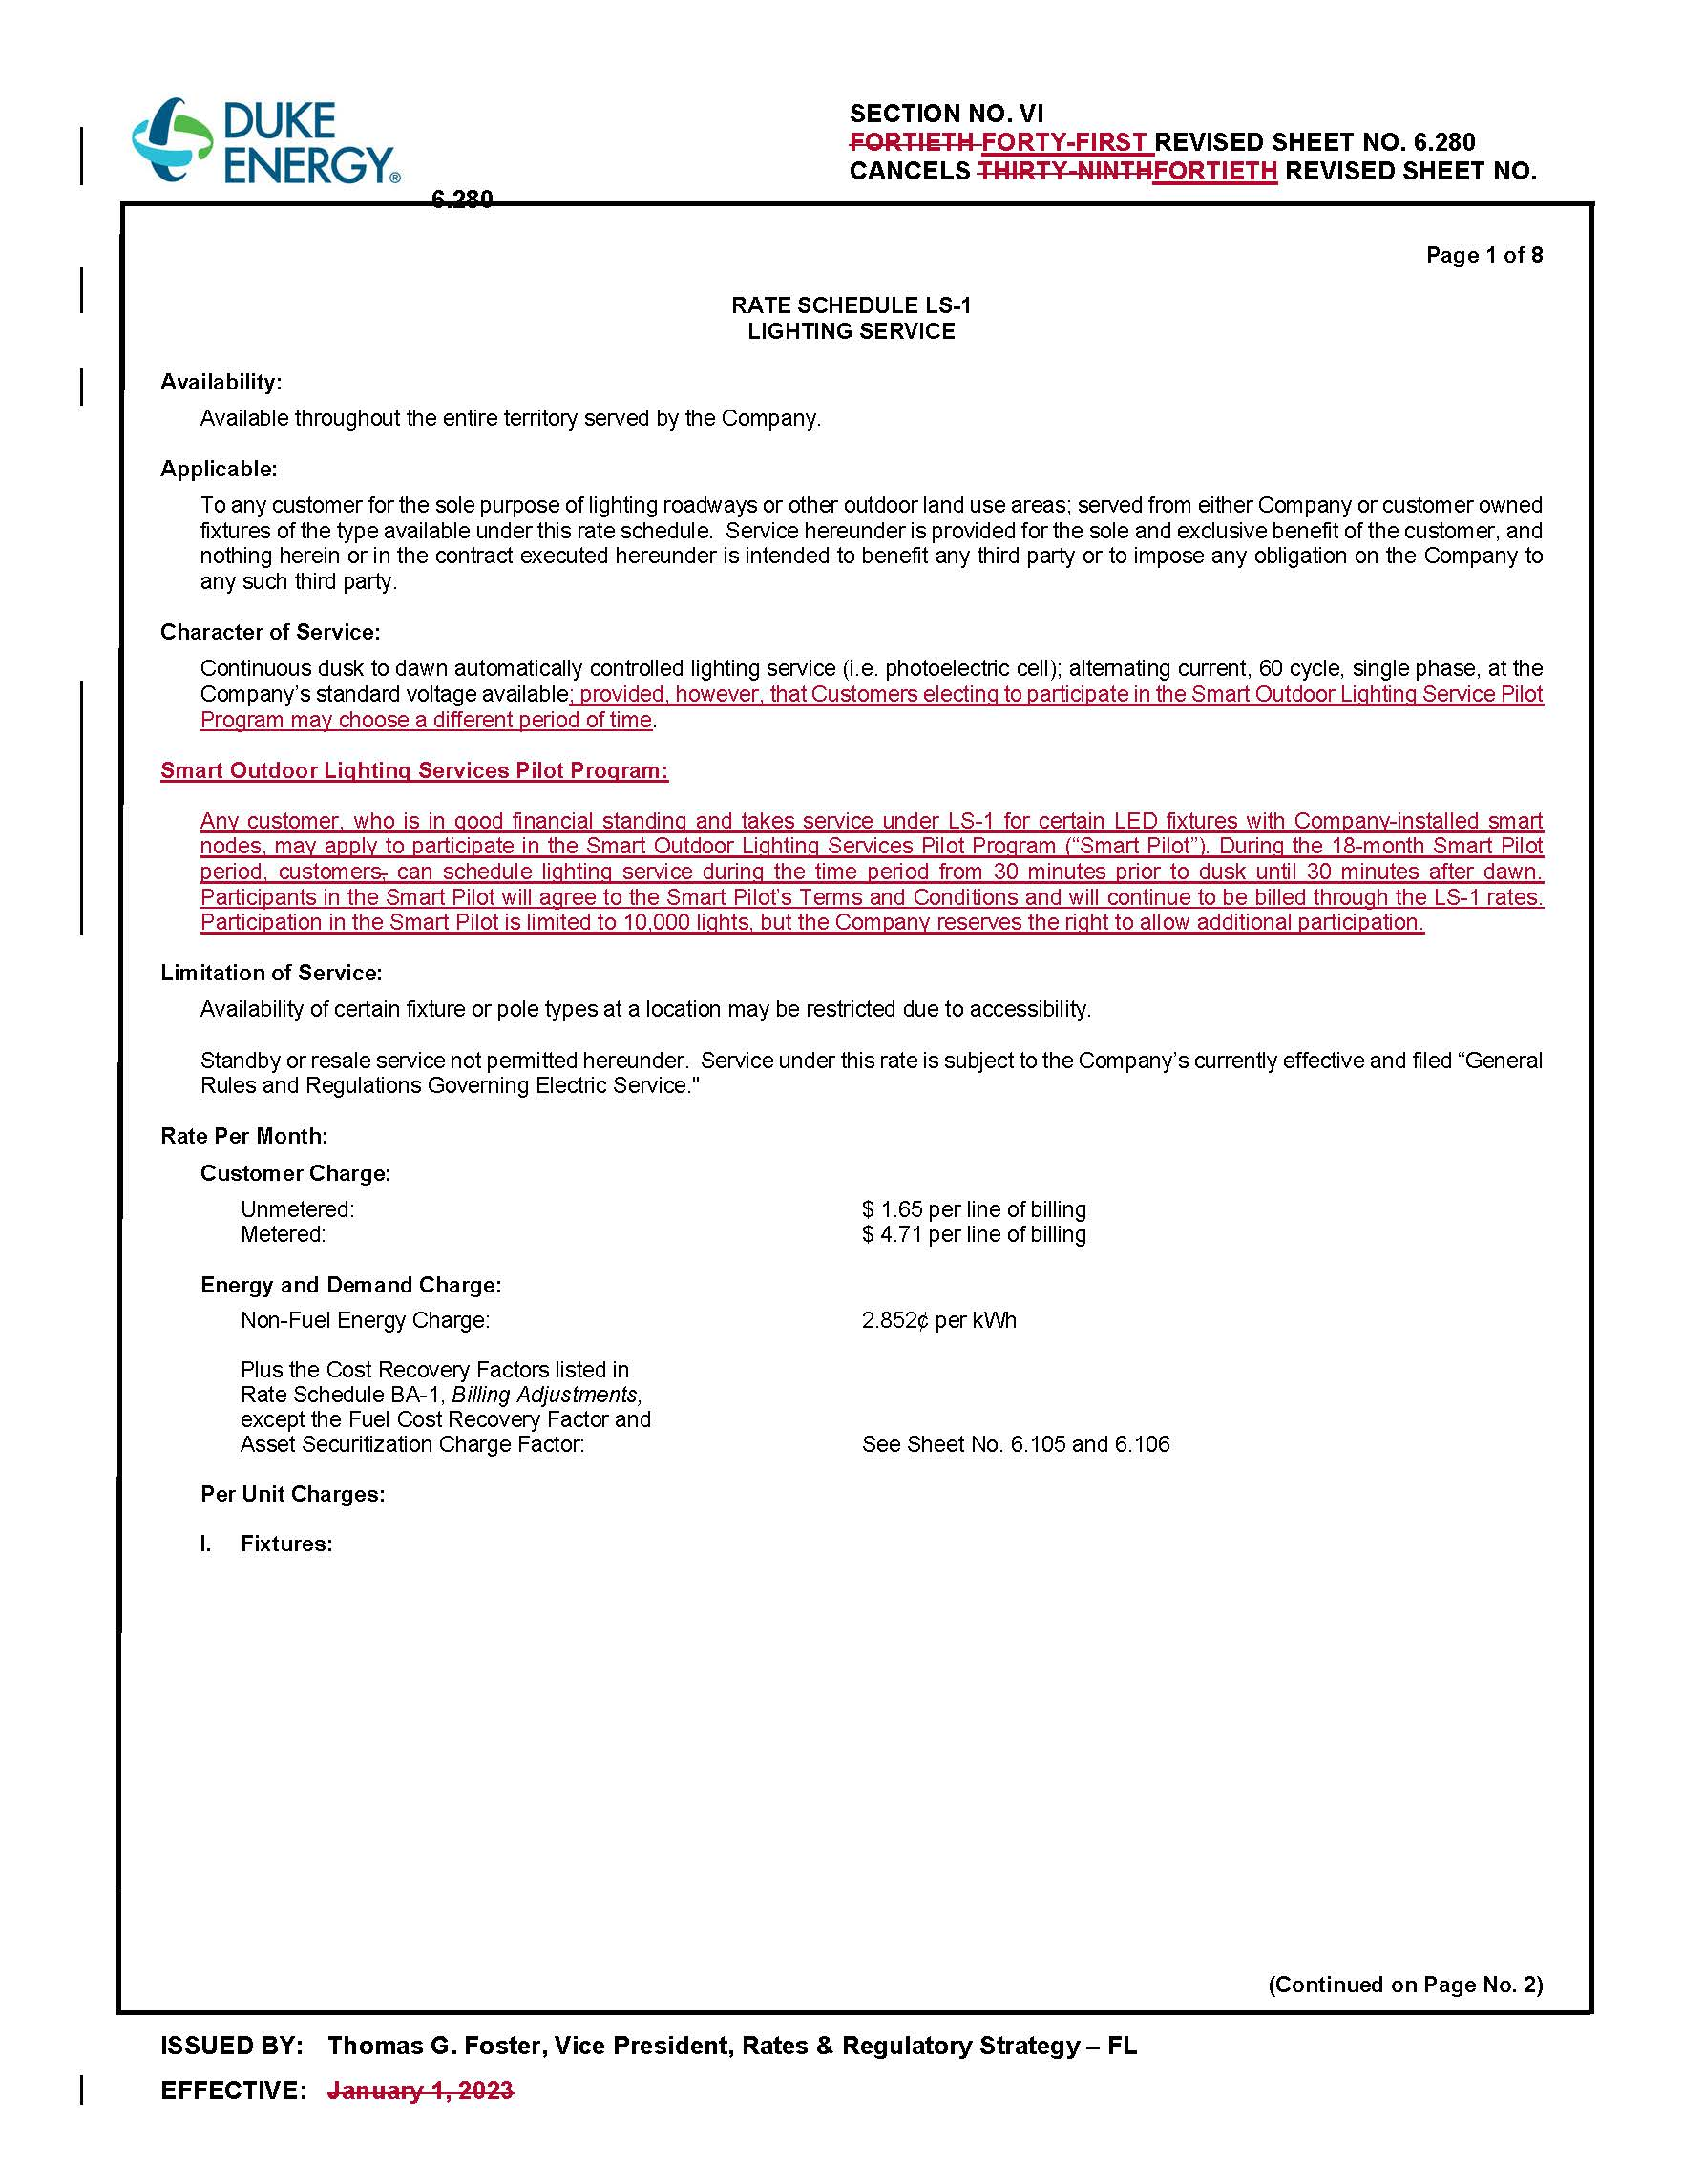 DUKE
ENERGY®
SECTION NO. VI
FORTIETH FORTY-FIRST REVISED SHEET NO. 6.280
CANCELS THIRTY-NINTHFORTIETH REVISED SHEET NO.
6.280
Page 1 of 8
RATE SCHEDULE LS-1
LIGHTING SERVICE
Availability:
Available throughout the entire territory served by the Company.
Applicable:
To any customer for the sole purpose of lighting roadways or other outdoor land use areas; served from either Company or customer owned
fixtures of the type available under this rate schedule. Service hereunder is provided for the sole and exclusive benefit of the customer, and
nothing herein or in the contract executed hereunder is intended to benefit any third party or to impose any obligation on the Company to
any such third party.
Character of Service:
Continuous dusk to dawn automatically controlled lighting service (i.e. photoelectric cell); alternating current, 60 cycle, single phase, at the
Company’s standard voltage available; provided, however, that Customers electing to participate in the Smart Outdoor Lighting Service Pilot
Program may choose a different period of time.
Smart Outdoor Lighting Services Pilot Program:
Any customer, who is in good financial standing and takes service under LS-1 for certain LED fixtures with Company-installed smart
nodes, may apply to participate in the Smart Outdoor Lighting Services Pilot Program (“Smart Pilot”). During the 18-month Smart Pilot
period, customers, can schedule lighting service during the time period from 30 minutes prior to dusk until 30 minutes after dawn.
Participants in the Smart Pilot will agree to the Smart Pilot’s Terms and Conditions and will continue to be billed through the LS-1 rates.
Participation in the Smart Pilot is limited to 10,000 lights, but the Company reserves the right to allow additional participation.
Limitation of Service:
Availability of certain fixture or pole types at a location may be restricted due to accessibility.
Standby or resale service not permitted hereunder. Service under this rate is subject to the Company’s currently effective and filed “General
Rules and Regulations Governing Electric Service."
Rate Per Month:
Customer Charge:
Unmetered: $ 1.65 per line of billing
Metered: $ 4.71 per line of billing
Energy and Demand Charge:
Non-Fuel Energy Charge: 2.852¢ per kWh
Plus the Cost Recovery Factors listed in
Rate Schedule BA-1, Billing Adjustments,
except the Fuel Cost Recovery Factor and
Asset Securitization Charge Factor: See Sheet No. 6.105 and 6.106
Per Unit Charges:
I. Fixtures:
(Continued on Page No. 2)
ISSUED BY: Thomas G. Foster, Vice President, Rates & Regulatory Strategy – FL
EFFECTIVE: January 1, 2023